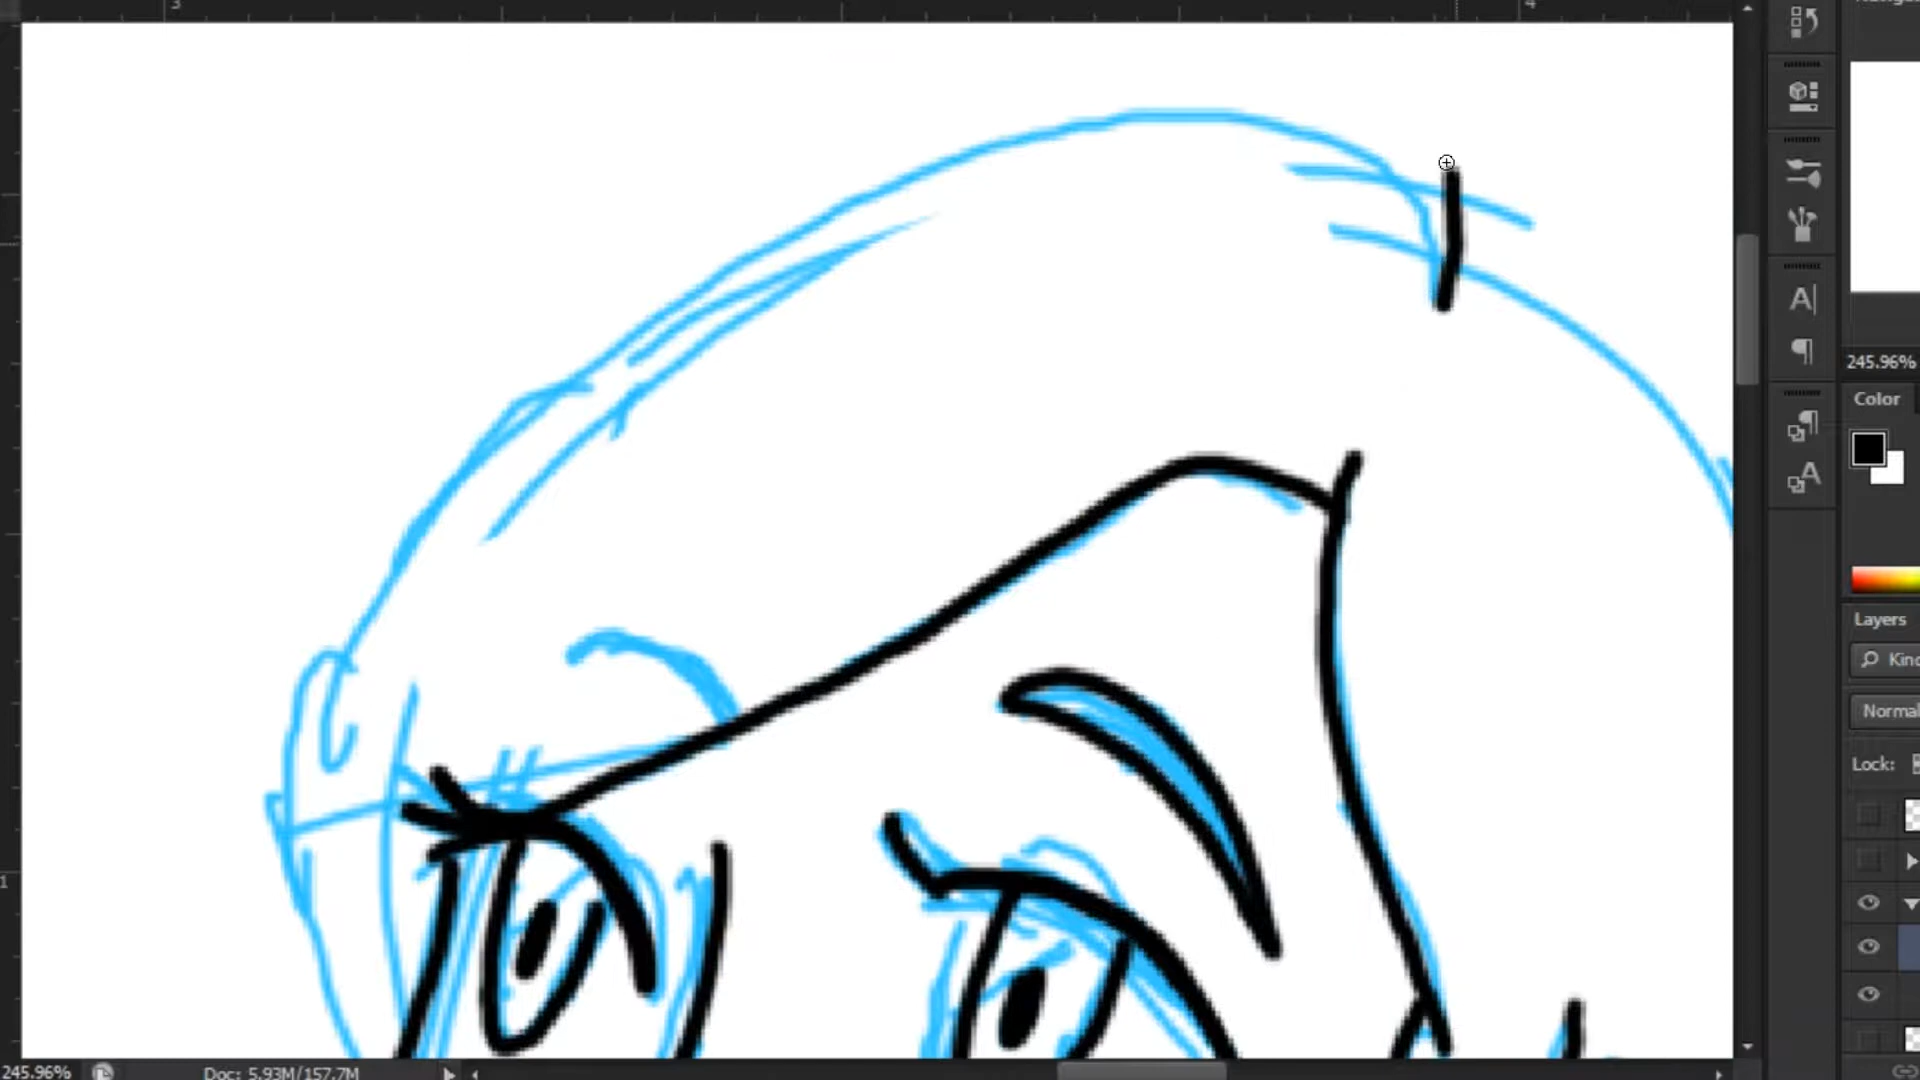 3
4
245.96%
Color
Layers
Kind
Normal
Lock:
1
245.96%
Doc: 5.93M/157.7M